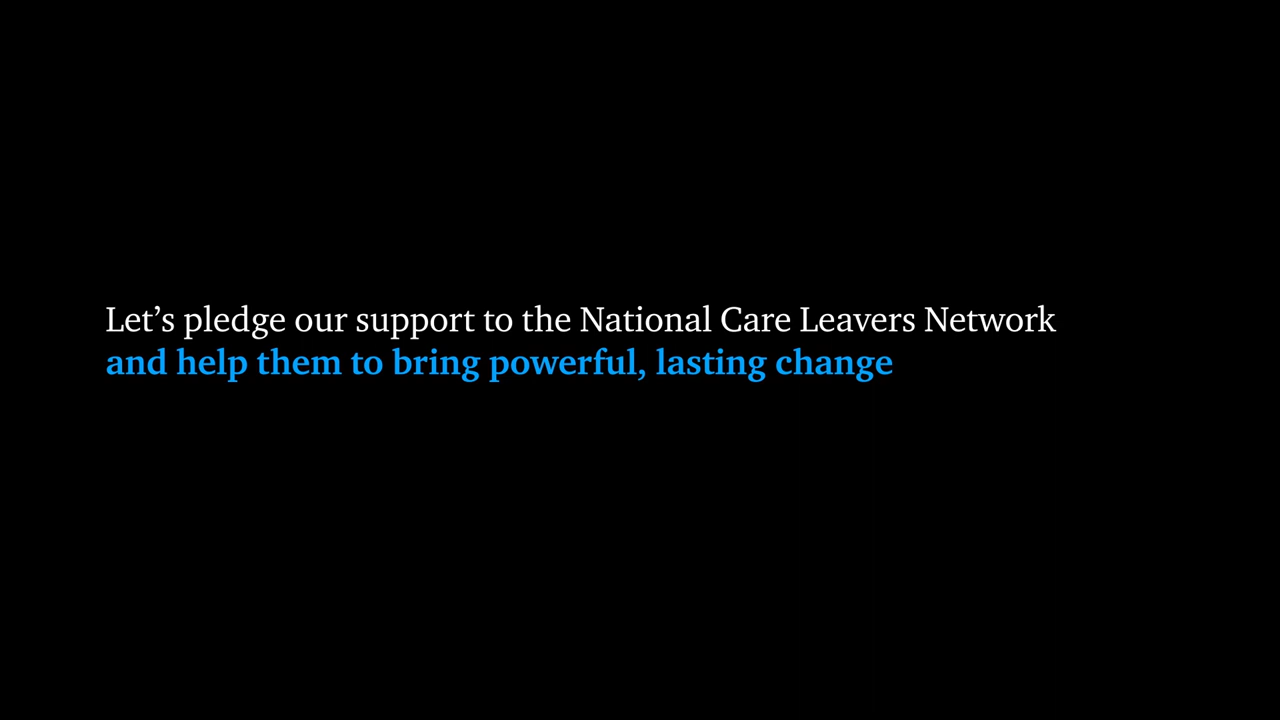 Let’s pledge our support to the National Care Leavers Network
and help them to bring powerful, lasting change